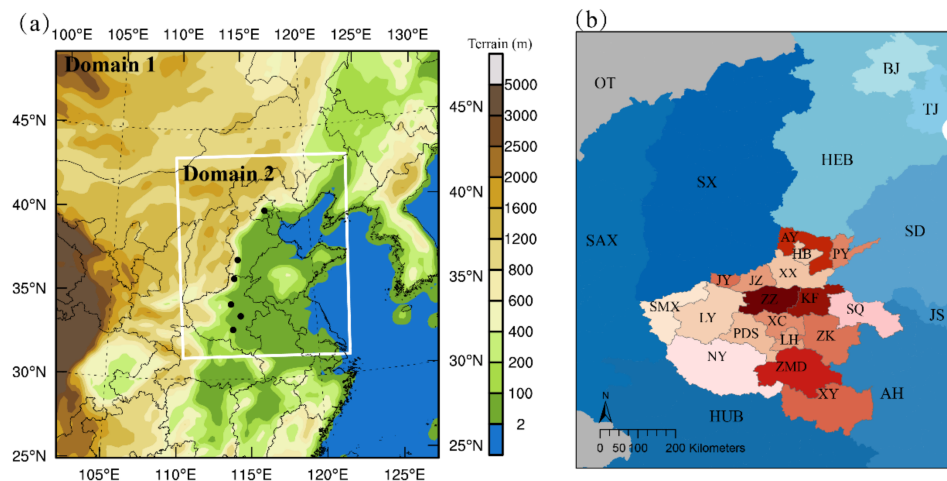 (a)
100°E 105°E 110°E 115°E 120°E 125°E 130°E
Domain 1
Domain 2
45°N
40°N
35°N
30°N
25°N
45°N
40°N
35°N
30°N
25°N
105°E 110°E 115°E 120°E 125°E
Terrain (m)
5000
3000
2500
2000
1600
1200
800
600
400
200
100
2
(b)
OT
BJ
TJ
HEB
SX
SD
SAX
AY
HB
PY
XX
JY
JZ
SMX
ZZ
KF
SQ
JS
LY
XC
PDS
LH
ZK
NY
ZMD
XY
AH
HUB
N
0 50 100 200 Kilometers